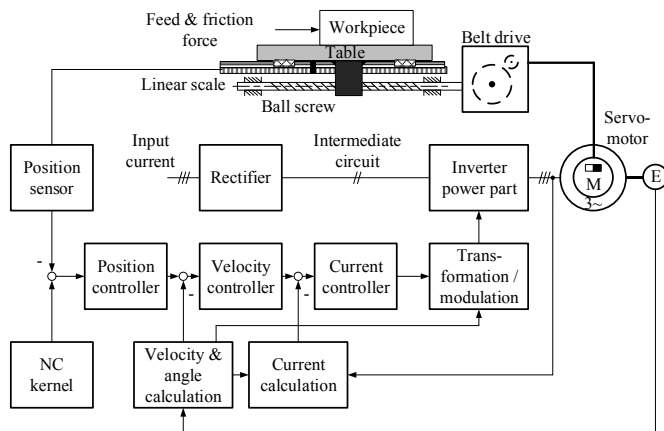 Feed & friction
force
Workpiece
Table
Belt drive
Linear scale
Ball screw
Servo-
motor
Input
current
Intermediate
circuit
Position
sensor
Rectifier
Inverter
power part
M
3~
E
-
Position
controller
-
Velocity
controller
-
Current
controller
Trans-
formation /
modulation
NC
kernel
Velocity &
angle
calculation
Current
calculation